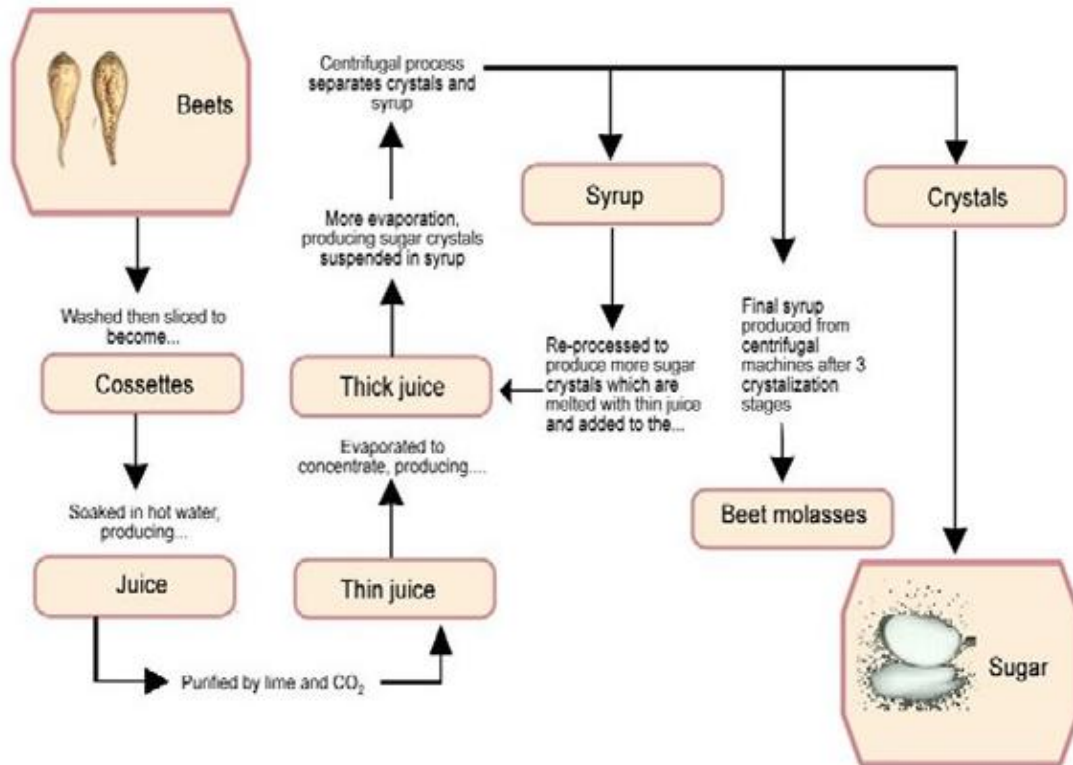 Beets
Washed then sliced to
become...
Cossettes
Soaked in hot water,
producing...
Juice
Purified by lime and CO₂
Thin juice
Evaporated to
concentrate, producing....
Thick juice
More evaporation,
producing sugar crystals
suspended in syrup
Centrifugal process
separates crystals and
syrup
Syrup
Re-processed to
produce more sugar
crystals which are
melted with thin juice
and added to the...
Final syrup
produced from
centrifugal
machines after 3
crystalization
stages
Beet molasses
Crystals
Sugar